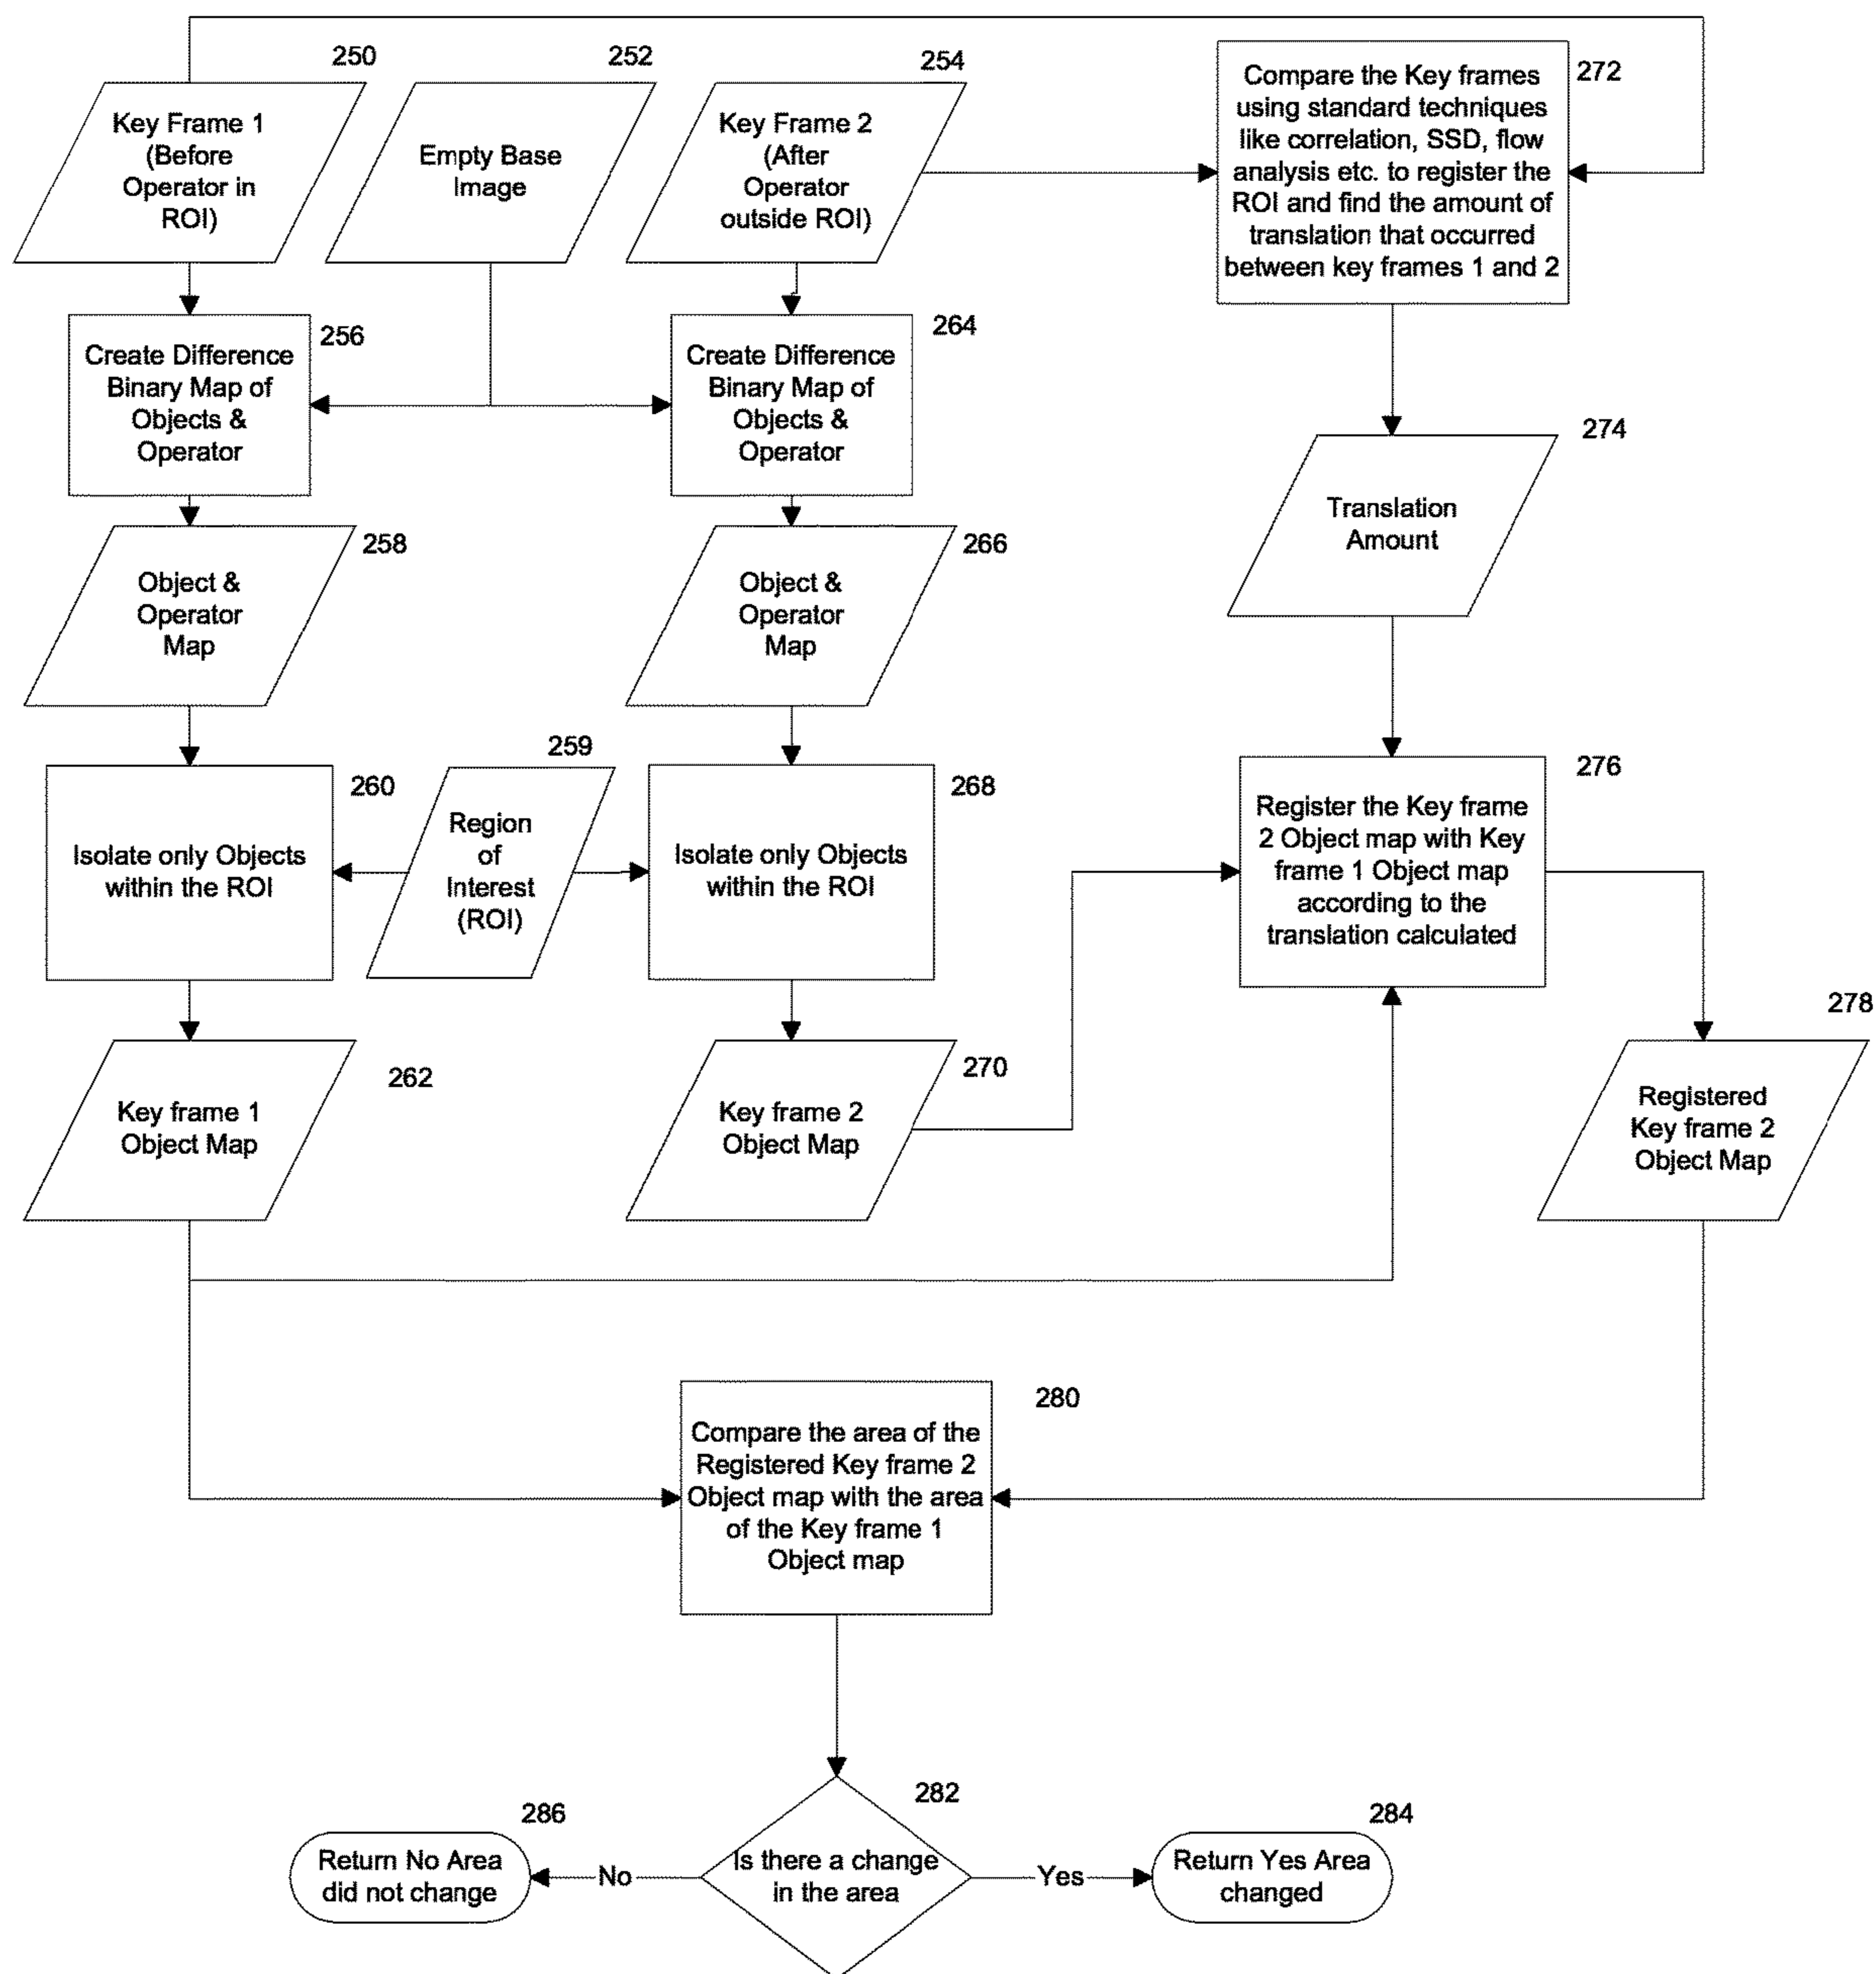 250
Key Frame 1
(Before
Operator in
ROI)
252
Empty Base
Image
254
Key Frame 2
(After
Operator
outside ROI)
272
Compare the Key frames
using standard techniques
like correlation, SSD, flow
analysis etc. to register the
ROI and find the amount of
translation that occurred
between key frames 1 and 2
256
Create Difference
Binary Map of
Objects &
Operator
264
Create Difference
Binary Map of
Objects &
Operator
274
Translation
Amount
258
Object &
Operator
Map
266
Object &
Operator
Map
260
Isolate only Objects
within the ROI
259
Region
of
Interest
(ROI)
268
Isolate only Objects
within the ROI
276
Register the Key frame
2 Object map with Key
frame 1 Object map
according to the
translation calculated
262
Key frame 1
Object Map
270
Key frame 2
Object Map
278
Registered
Key frame 2
Object Map
280
Compare the area of the
Registered Key frame 2
Object map with the area
of the Key frame 1
Object map
282
Is there a change
in the area
286
Return No Area
did not change
No
Yes
284
Return Yes Area
changed